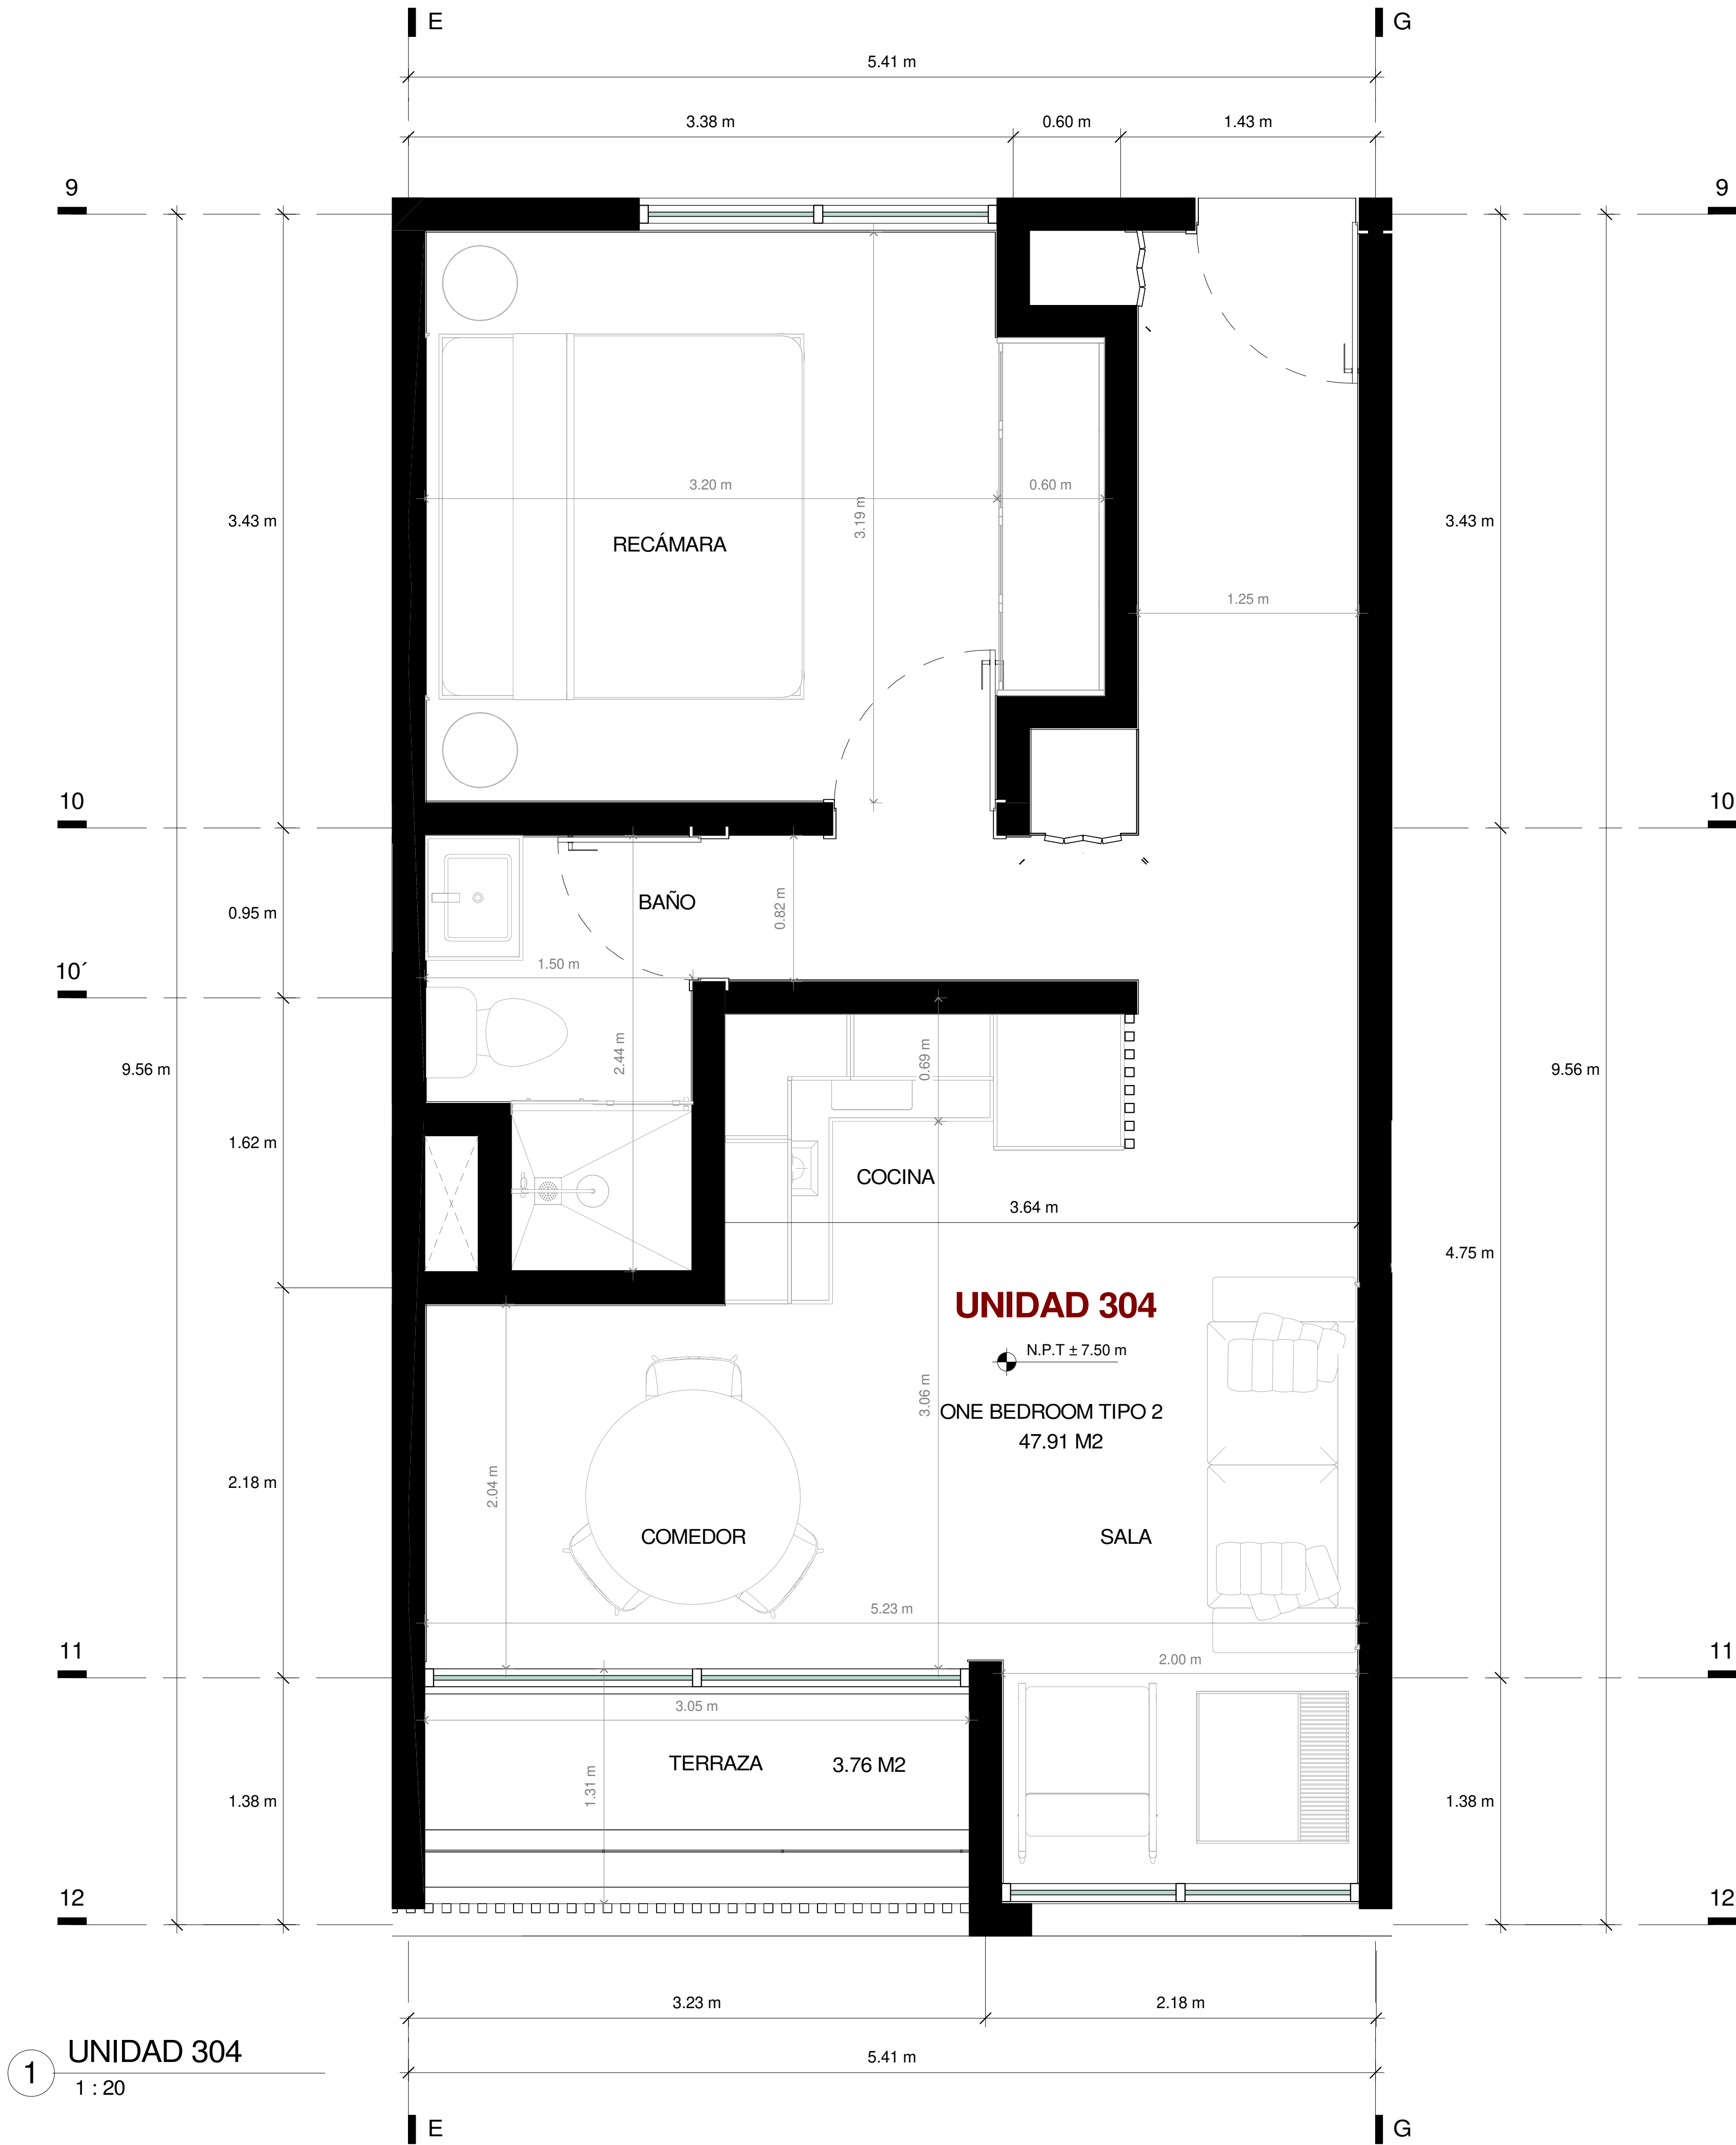 E
G
5.41 m
3.38 m
0.60 m
1.43 m
9
9
3.20 m
0.60 m
3.19 m
3.43 m
3.43 m
RECÁMARA
1.25 m
10
10
BAÑO
0.82 m
0.95 m
1.50 m
10´
2.44 m
0.69 m
9.56 m
9.56 m
1.62 m
COCINA
3.64 m
4.75 m
UNIDAD 304
N.P.T ± 7.50 m
3.06 m
ONE BEDROOM TIPO 2
47.91 M2
2.18 m
2.04 m
COMEDOR
SALA
5.23 m
11
11
2.00 m
3.05 m
TERRAZA
3.76 M2
1.31 m
1.38 m
1.38 m
12
12
3.23 m
2.18 m
5.41 m
1
UNIDAD 304
1 : 20
E
G